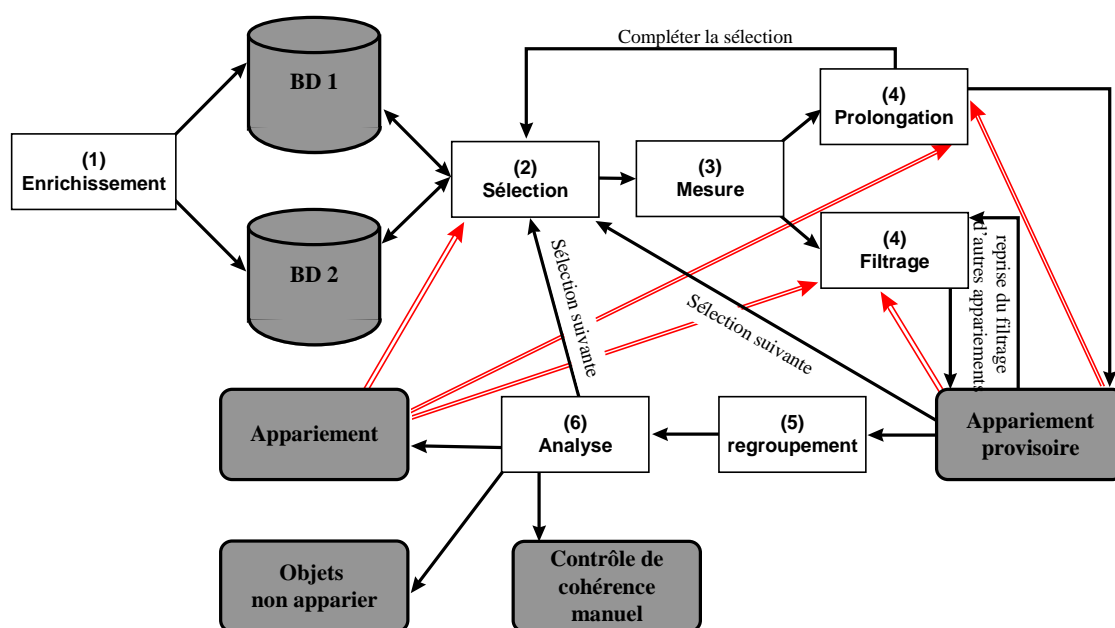 Compléter la sélection
BD 1
(4)
Prolongation
(1)
Enrichissement
(2)
Sélection
(3)
Mesure
BD 2
(4)
Filtrage
reprise du filtrage
d’autres appariements
Sélection suivante
Sélection suivante
Appariement
(6)
Analyse
(5)
regroupement
Appariement
provisoire
Objets
non apparier
Contrôle de
cohérence
manuel